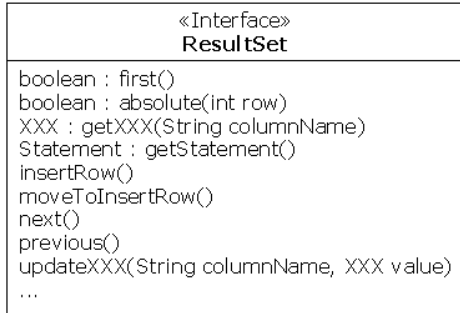 «Interface»
ResultSet
boolean : first()
boolean : absolute(int row)
XXX : getXXX(String columnName)
Statement : getStatement()
insertRow()
moveToInsertRow()
next()
previous()
updateXXX(String columnName, XXX value)
...